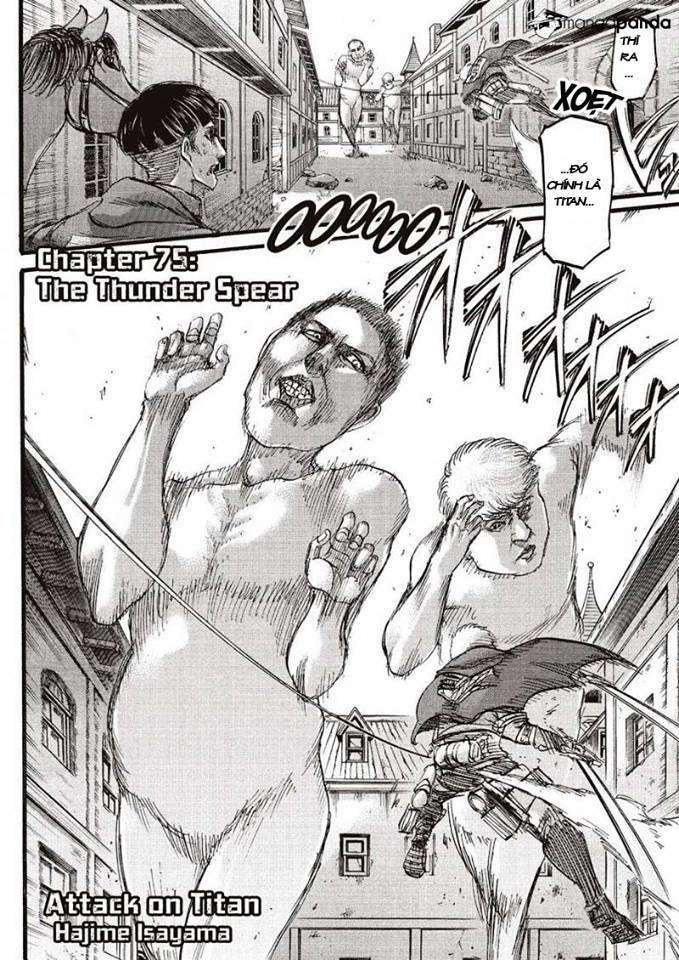 mangapanda
THÌ
RA
...
XOẸT
...ĐÓ
CHÍNH LÀ
TITAN...
OOOOOO
Chapter 75:
The Thunder Spear
Attack on Titan
Hajime Isayama